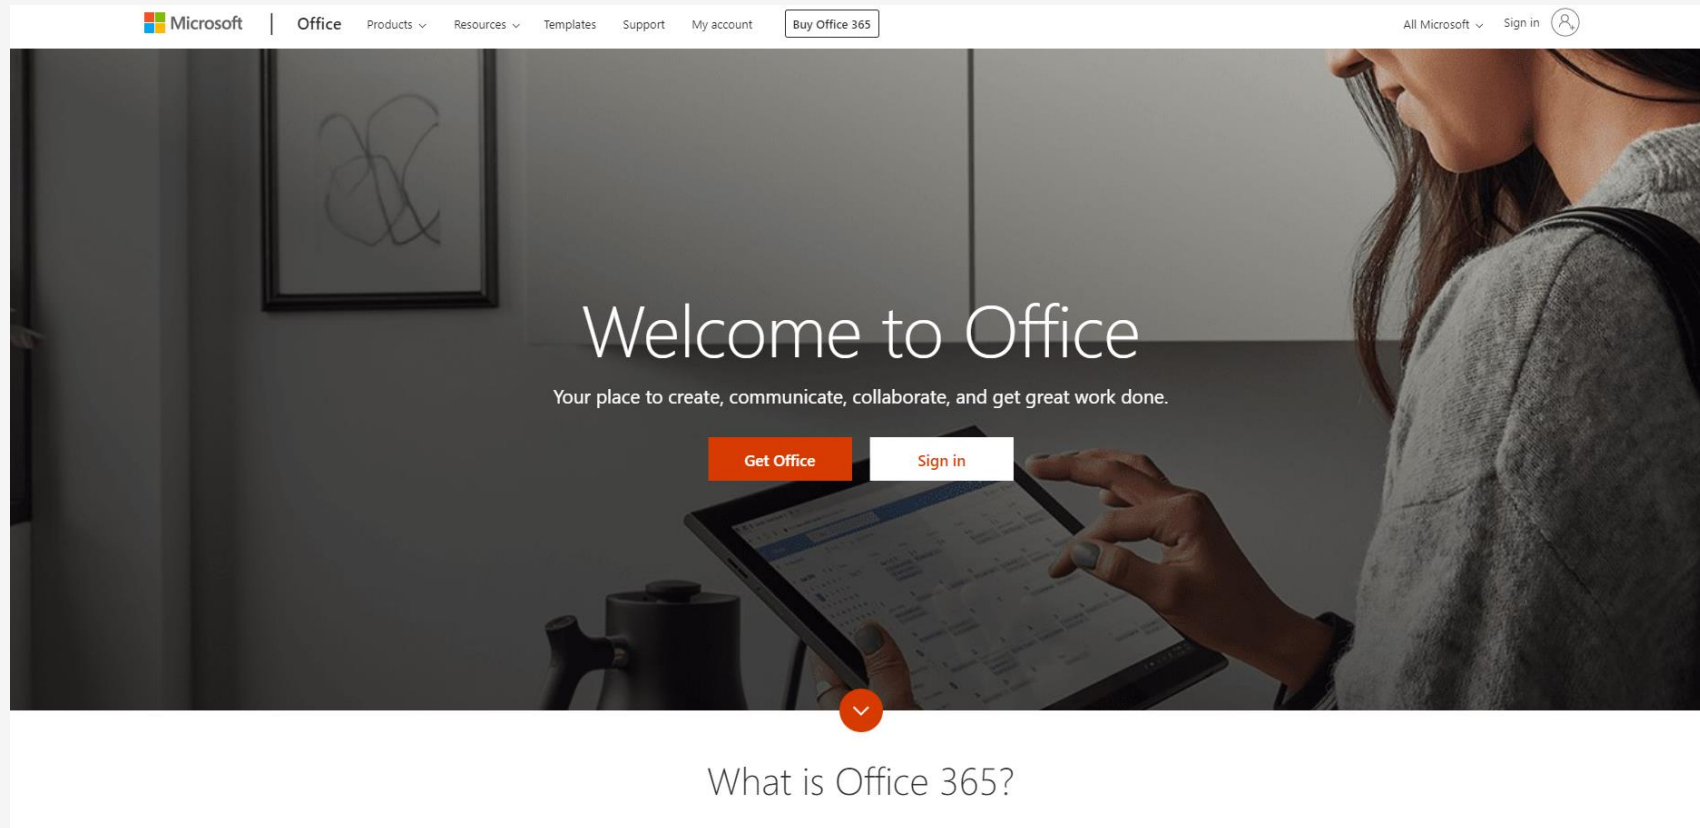 Microsoft Office Products Resources Templates Support My account Buy Office 365 All Microsoft Sign in
Welcome to Office
Your place to create, communicate, collaborate, and get great work done.
Get Office Sign in
What is Office 365?